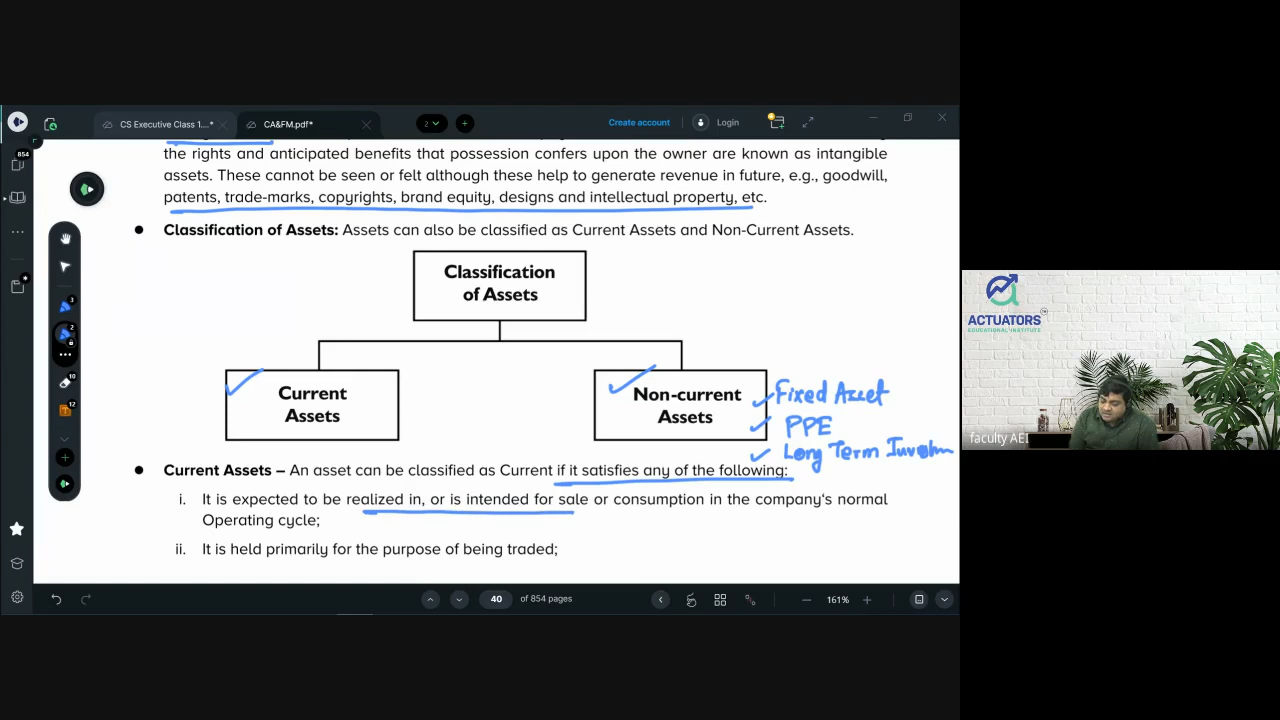 CS Executive Class 1....*
CA&FM.pdf*
2
Create account
Login
854
the rights and anticipated benefits that possession confers upon the owner are known as intangible
assets. These cannot be seen or felt although these help to generate revenue in future, e.g., goodwill,
patents, trade-marks, copyrights, brand equity, designs and intellectual property, etc.
● Classification of Assets: Assets can also be classified as Current Assets and Non-Current Assets.
Classification
of Assets
Current
Assets
Non-current
Assets
Fixed Asset
PPE
Long Term
● Current Assets – An asset can be classified as Current if it satisfies any of the following:
i. It is expected to be realized in, or is intended for sale or consumption in the company's normal
Operating cycle;
ii. It is held primarily for the purpose of being traded;
3
2
10
12
40 of 854 pages
161%
ACTUATORS
EDUCATIONAL INSTITUTE
faculty AEI